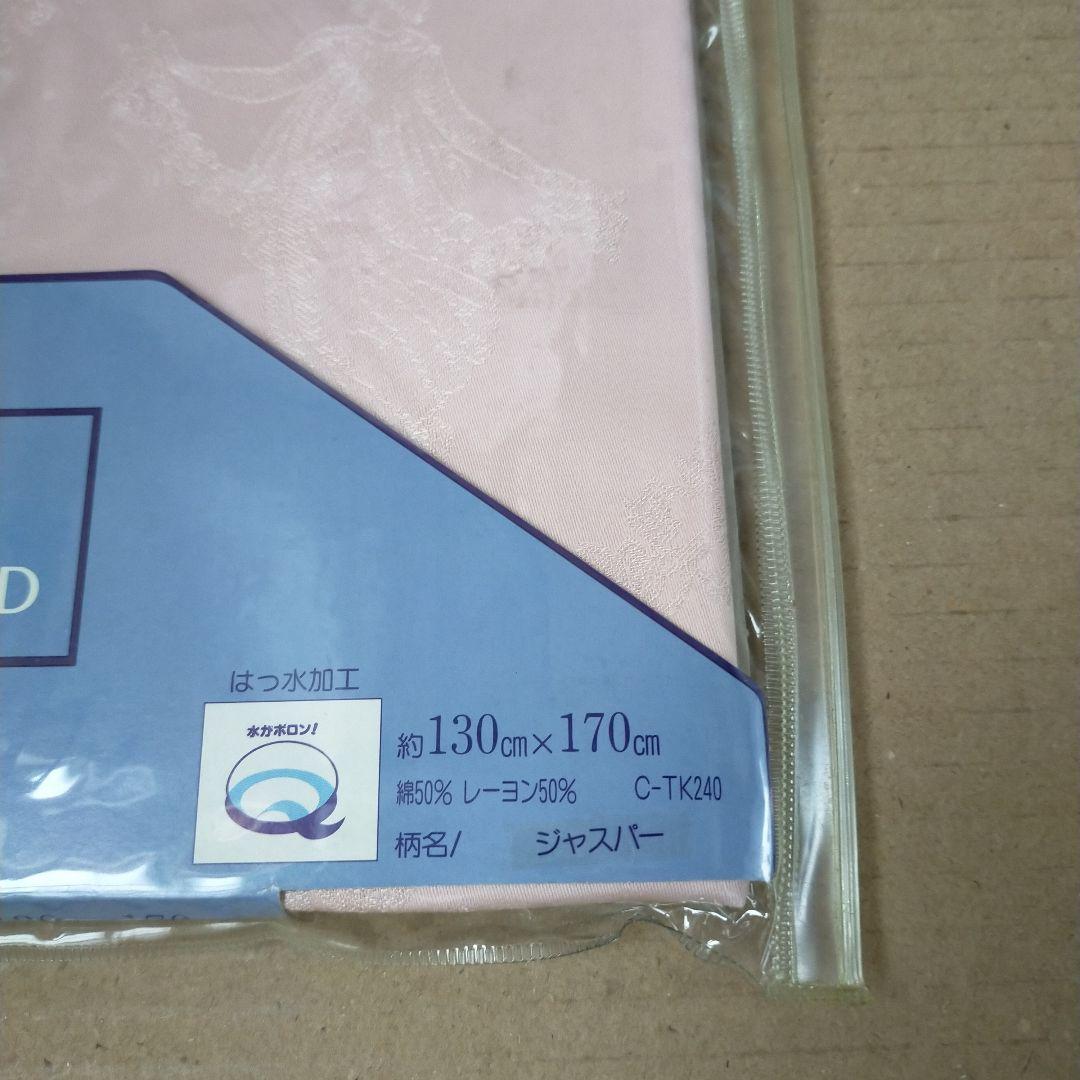 D
はっ水加工
水がポロン!
約130㎝×170㎝
綿50% レーヨン50% C-TK240
柄名/ ジャスパー